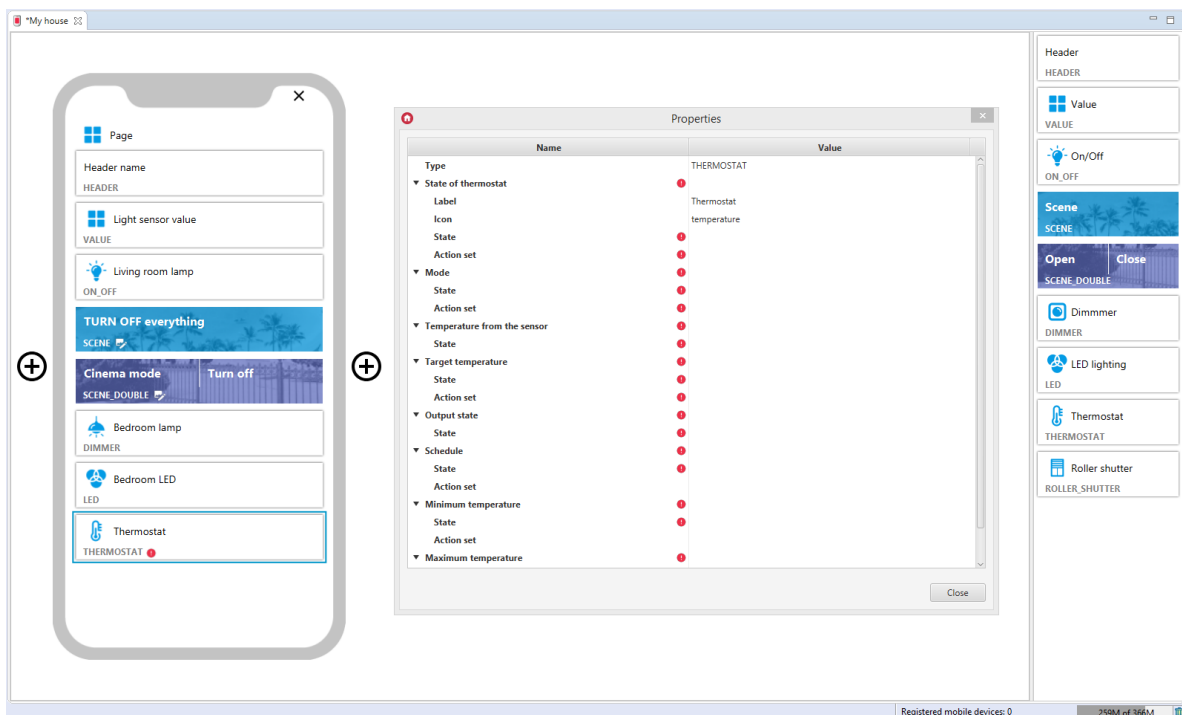 *My house
Page
Header name
HEADER
Light sensor value
VALUE
Living room lamp
ON_OFF
TURN OFF everything
SCENE
Cinema mode Turn off
SCENE_DOUBLE
Bedroom lamp
DIMMER
Bedroom LED
LED
Thermostat
THERMOSTAT
Properties
Name Value
Type THERMOSTAT
State of thermostat
Label Thermostat
Icon temperature
State
Action set
Mode
State
Action set
Temperature from the sensor
State
Target temperature
State
Action set
Output state
State
Schedule
State
Action set
Minimum temperature
State
Action set
Maximum temperature
Close
Header
HEADER
Value
VALUE
On/Off
ON_OFF
Scene
SCENE
Open Close
SCENE_DOUBLE
Dimmmer
DIMMER
LED lighting
LED
Thermostat
THERMOSTAT
Roller shutter
ROLLER_SHUTTER
Registered mobile devices: 0
259M of 366M